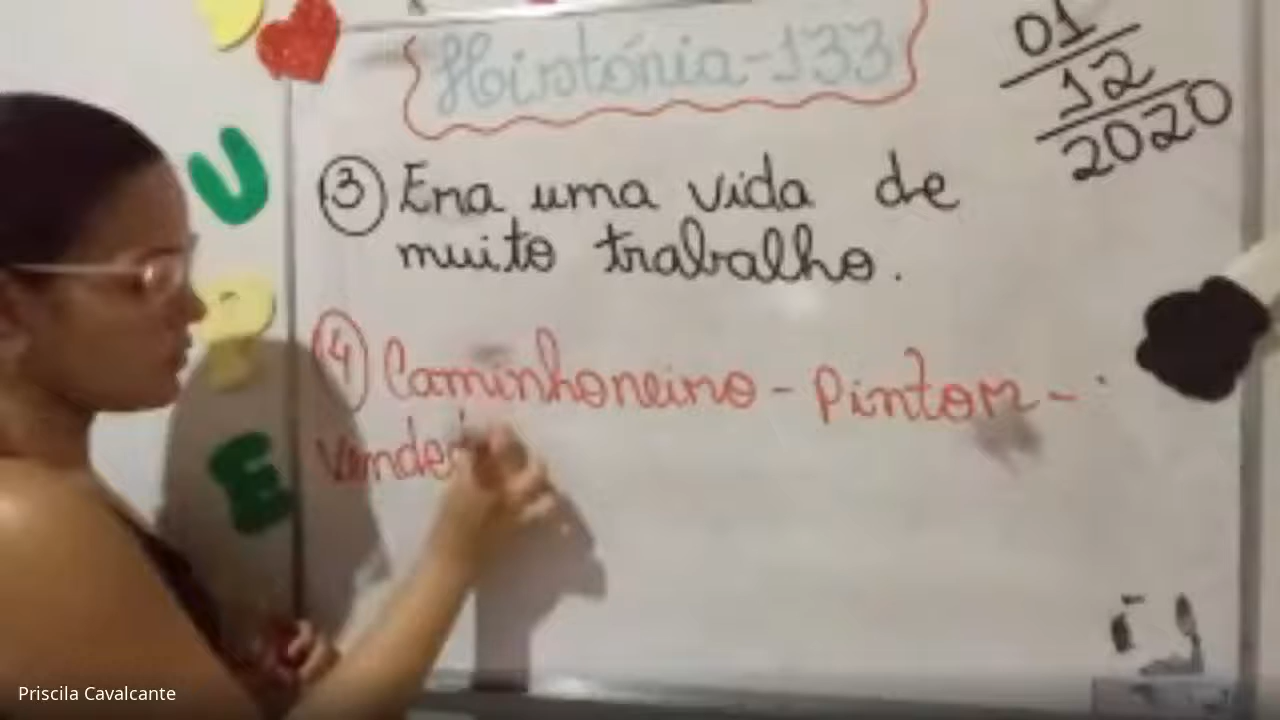 História-133
01
12
2020
3 Era uma vida de
muito trabalho.
4 Caminhoneiro - Pintor -
U
P
E
Priscila Cavalcante